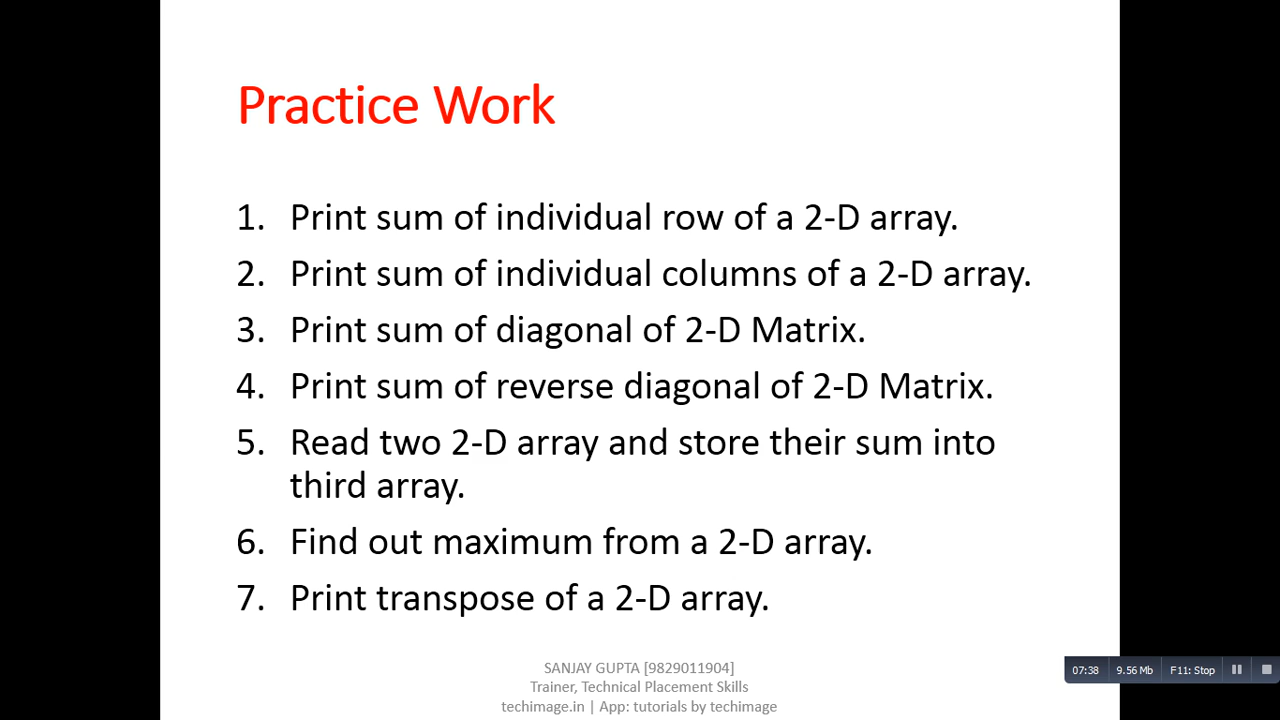 Practice Work
1. Print sum of individual row of a 2-D array.
2. Print sum of individual columns of a 2-D array.
3. Print sum of diagonal of 2-D Matrix.
4. Print sum of reverse diagonal of 2-D Matrix.
5. Read two 2-D array and store their sum into
third array.
6. Find out maximum from a 2-D array.
7. Print transpose of a 2-D array.
SANJAY GUPTA [9829011904]
Trainer, Technical Placement Skills
techimage.in | App: tutorials by techimage
07:38 9.56 Mb F11: Stop